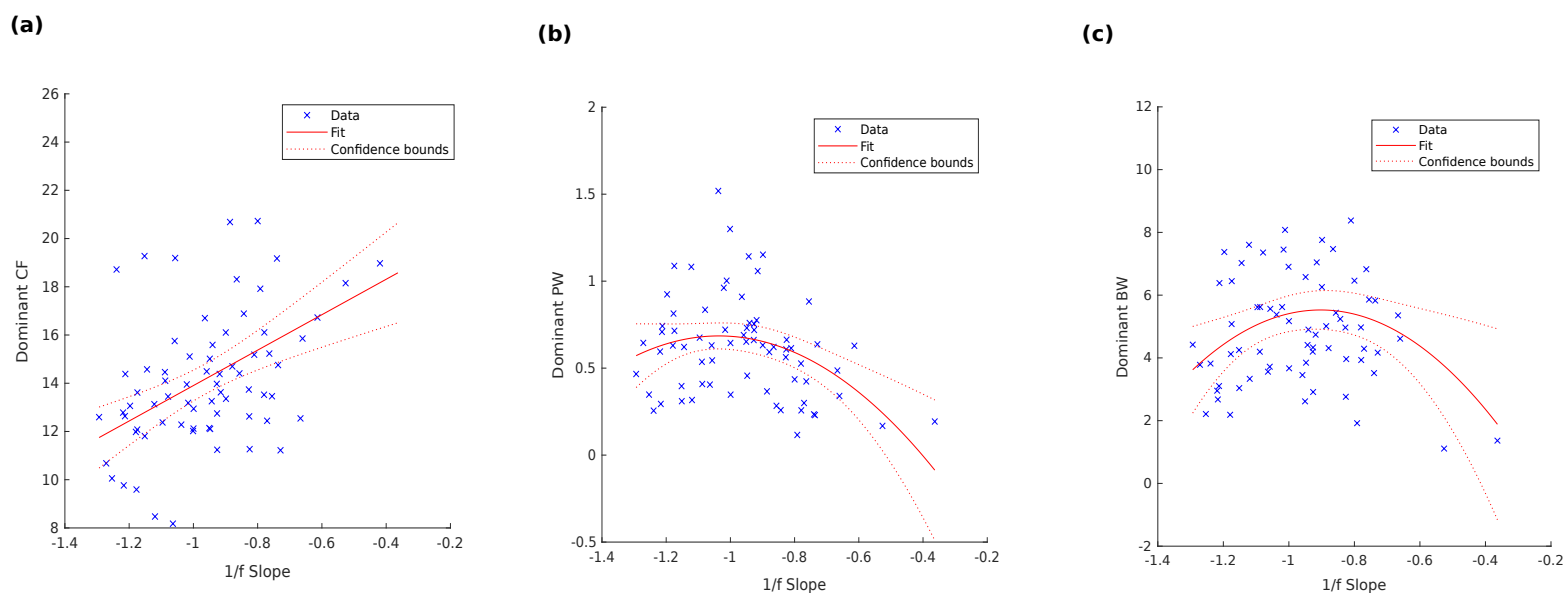 (a)
26
24
22
20
18
16
14
12
10
8
Dominant CF
-1.4
-1.2
-1
-0.8
-0.6
-0.4
-0.2
1/f Slope
Data
Fit
Confidence bounds
(b)
2
1.5
1
0.5
0
-0.5
Dominant PW
-1.4
-1.2
-1
-0.8
-0.6
-0.4
-0.2
1/f Slope
Data
Fit
Confidence bounds
(c)
12
10
8
6
4
2
0
-2
Dominant BW
-1.4
-1.2
-1
-0.8
-0.6
-0.4
-0.2
1/f Slope
Data
Fit
Confidence bounds